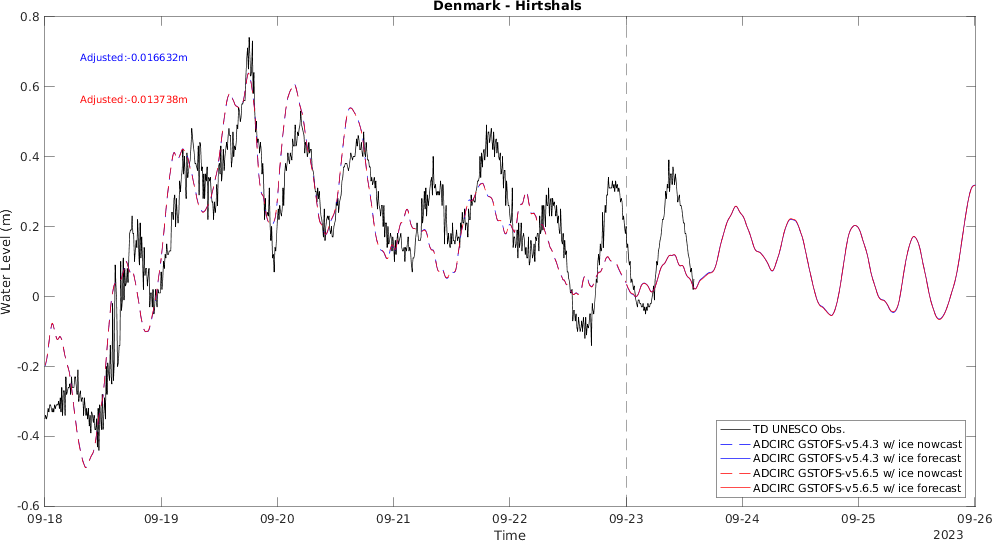 Denmark - Hirtshals
Adjusted:-0.016632m
Adjusted:-0.013738m
Water Level (m)
0.8
0.6
0.4
0.2
0
-0.2
-0.4
-0.6
09-18 09-19 09-20 09-21 09-22 09-23 09-24 09-25 09-26
Time
2023
TD UNESCO Obs.
ADCIRC GSTOFS-v5.4.3 w/ ice nowcast
ADCIRC GSTOFS-v5.4.3 w/ ice forecast
ADCIRC GSTOFS-v5.6.5 w/ ice nowcast
ADCIRC GSTOFS-v5.6.5 w/ ice forecast